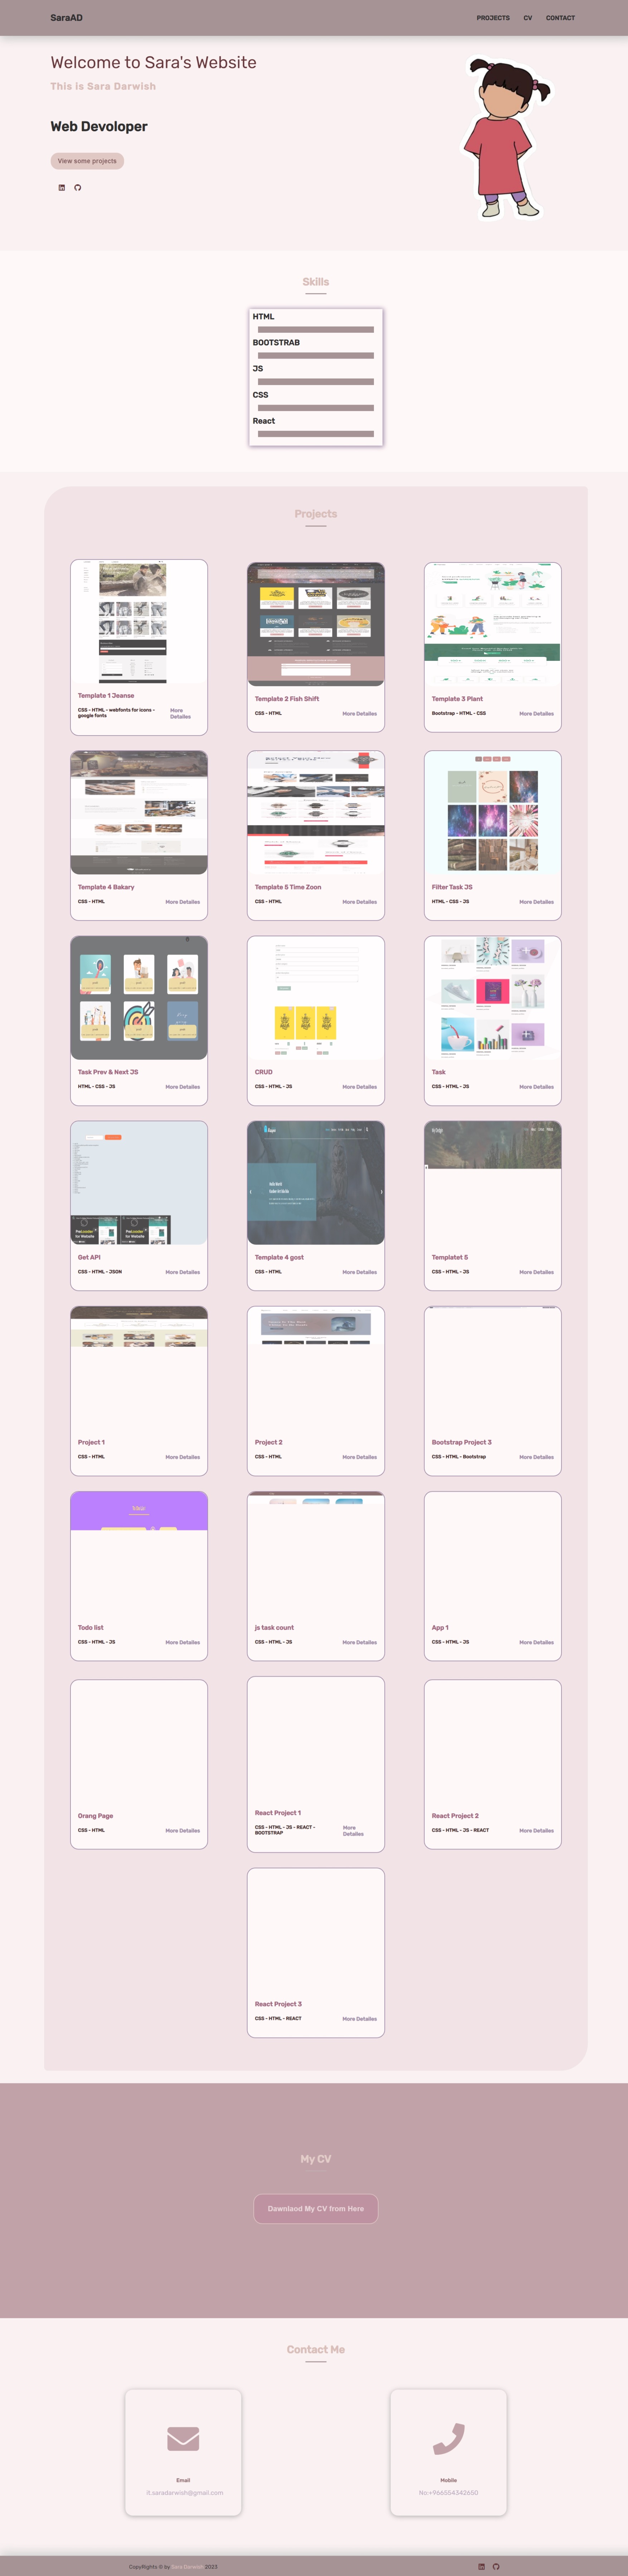 SaraAD
PROJECTS CV CONTACT
Welcome to Sara's Website
This is Sara Darwish
Web Devoloper
View some projects
Skills
HTML
BOOTSTRAB
JS
CSS
React
Projects
Template 1 Jeanse
CSS - HTML - webfonts for icons - google fonts
More Detailes
Template 2 Fish Shift
CSS - HTML
More Detailes
Template 3 Plant
Bootstrap - HTML - CSS
More Detailes
Template 4 Bakary
CSS - HTML
More Detailes
Template 5 Time Zoon
CSS - HTML
More Detailes
Filter Task JS
HTML - CSS - JS
More Detailes
Task Prev & Next JS
HTML - CSS - JS
More Detailes
CRUD
CSS - HTML - JS
More Detailes
Task
CSS - HTML - JS
More Detailes
Get API
CSS - HTML - JSON
More Detailes
Template 4 gost
CSS - HTML
More Detailes
Templatet 5
CSS - HTML - JS
More Detailes
Project 1
CSS - HTML
More Detailes
Project 2
CSS - HTML
More Detailes
Bootstrap Project 3
CSS - HTML - Bootstrap
More Detailes
Todo list
CSS - HTML - JS
More Detailes
js task count
CSS - HTML - JS
More Detailes
App 1
CSS - HTML - JS
More Detailes
Orang Page
CSS - HTML
More Detailes
React Project 1
CSS - HTML - JS - REACT - BOOTSTRAP
More Detailes
React Project 2
CSS - HTML - JS - REACT
More Detailes
React Project 3
CSS - HTML - REACT
More Detailes
My CV
Dawnlaod My CV from Here
Contact Me
Email
it.saradarwish@gmail.com
Mobile
No:+966554342650
CopyRights © by Sara Darwish 2023